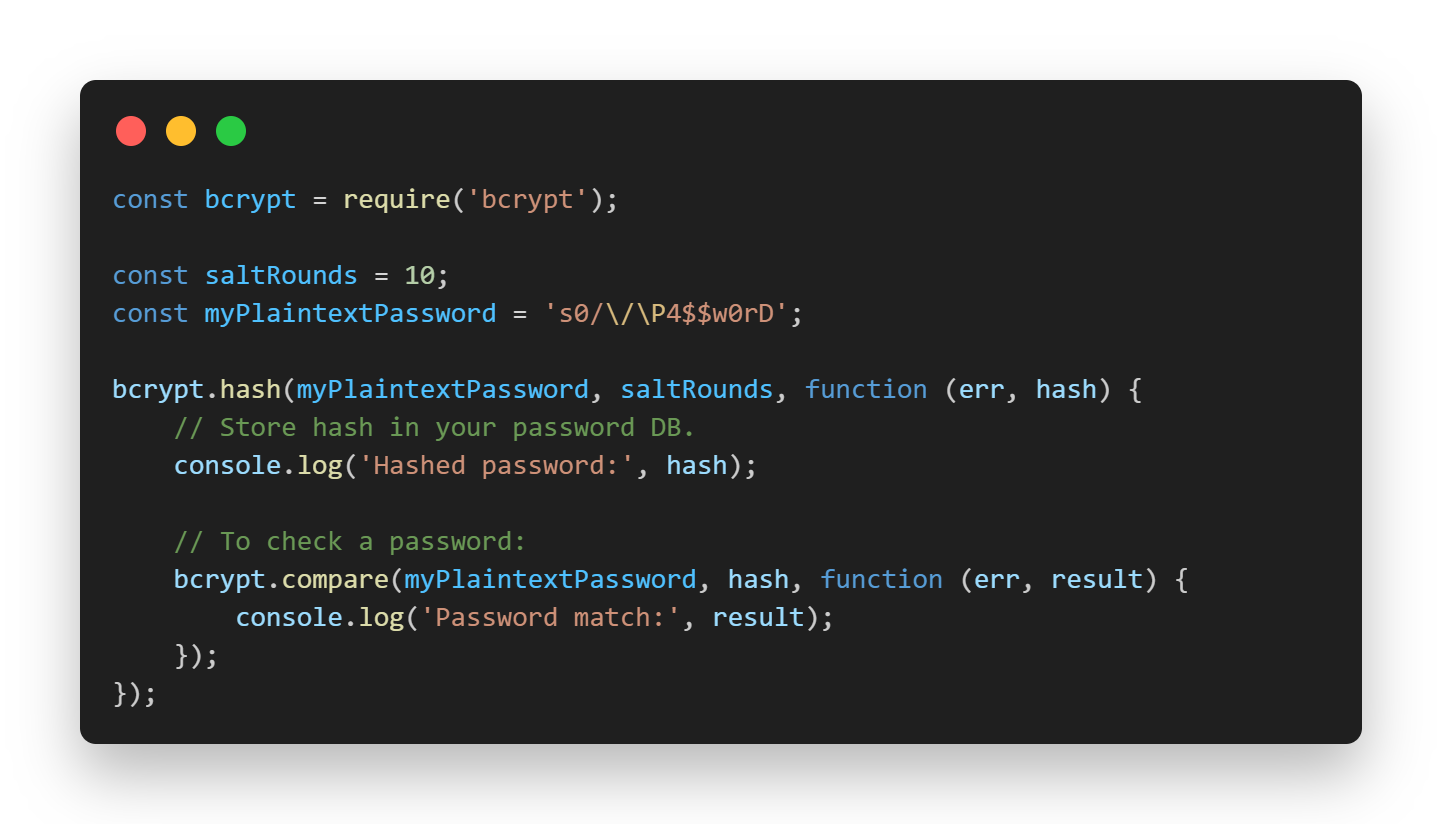 const bcrypt = require('bcrypt');
const saltRounds = 10;
const myPlaintextPassword = 's0/\/\P4$$w0rD';
bcrypt.hash(myPlaintextPassword, saltRounds, function (err, hash) {
    // Store hash in your password DB.
    console.log('Hashed password:', hash);
    // To check a password:
    bcrypt.compare(myPlaintextPassword, hash, function (err, result) {
        console.log('Password match:', result);
    });
});